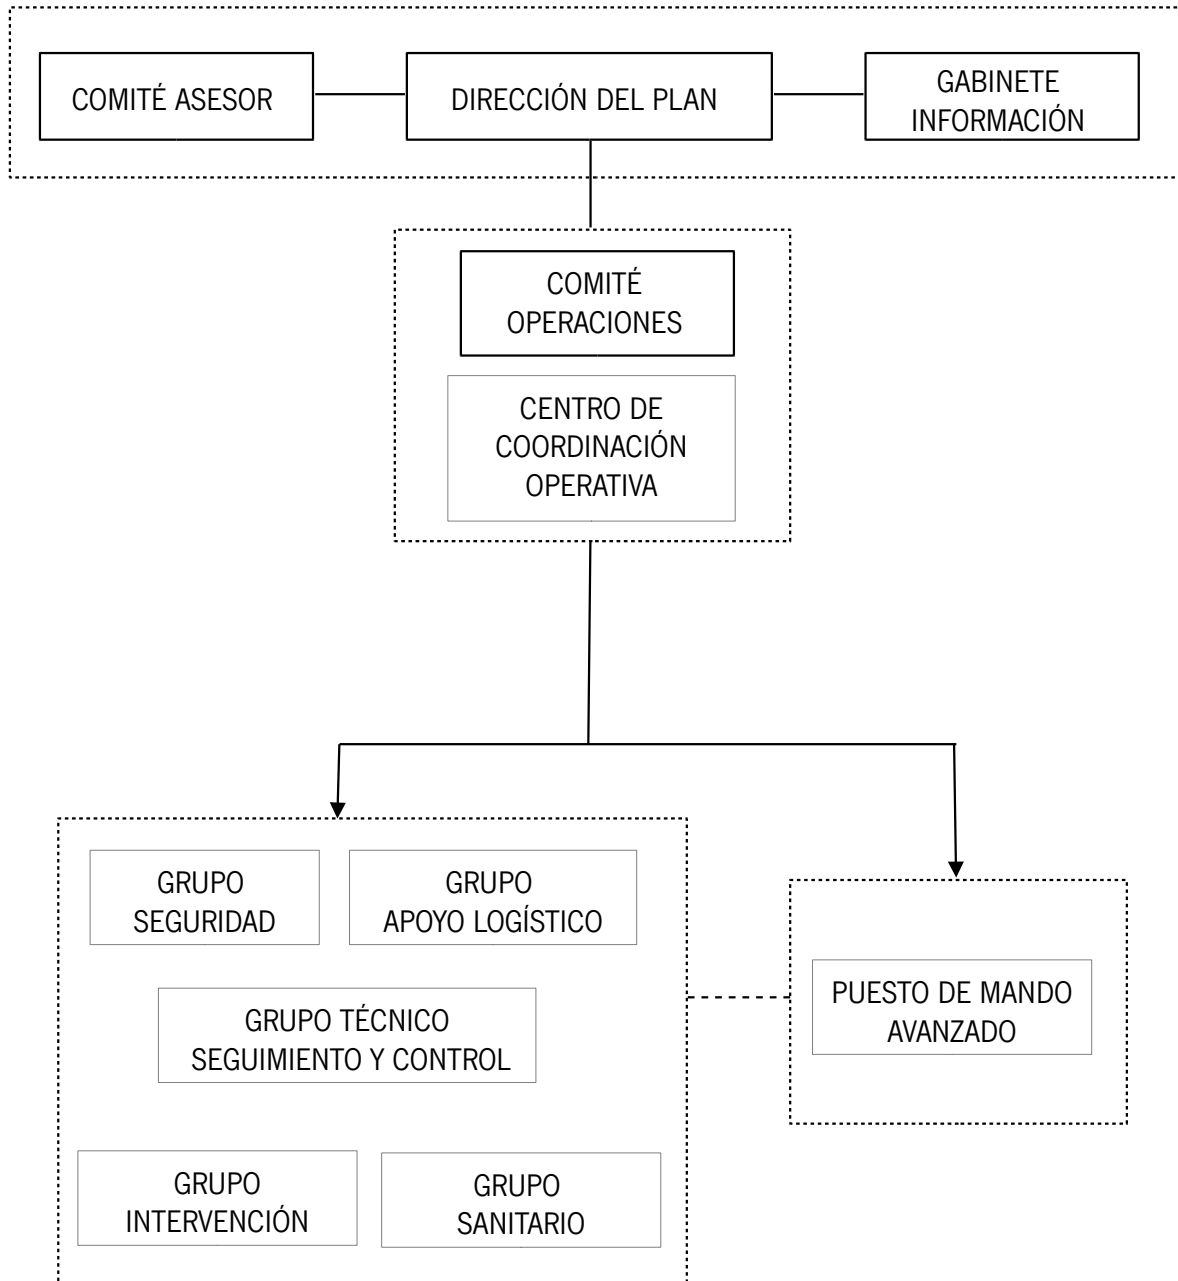 COMITÉ ASESOR
DIRECCIÓN DEL PLAN
GABINETE
INFORMACIÓN
COMITÉ
OPERACIONES
CENTRO DE
COORDINACIÓN
OPERATIVA
GRUPO
SEGURIDAD
GRUPO
APOYO LOGÍSTICO
GRUPO TÉCNICO
SEGUIMIENTO Y CONTROL
PUESTO DE MANDO
AVANZADO
GRUPO
INTERVENCIÓN
GRUPO
SANITARIO